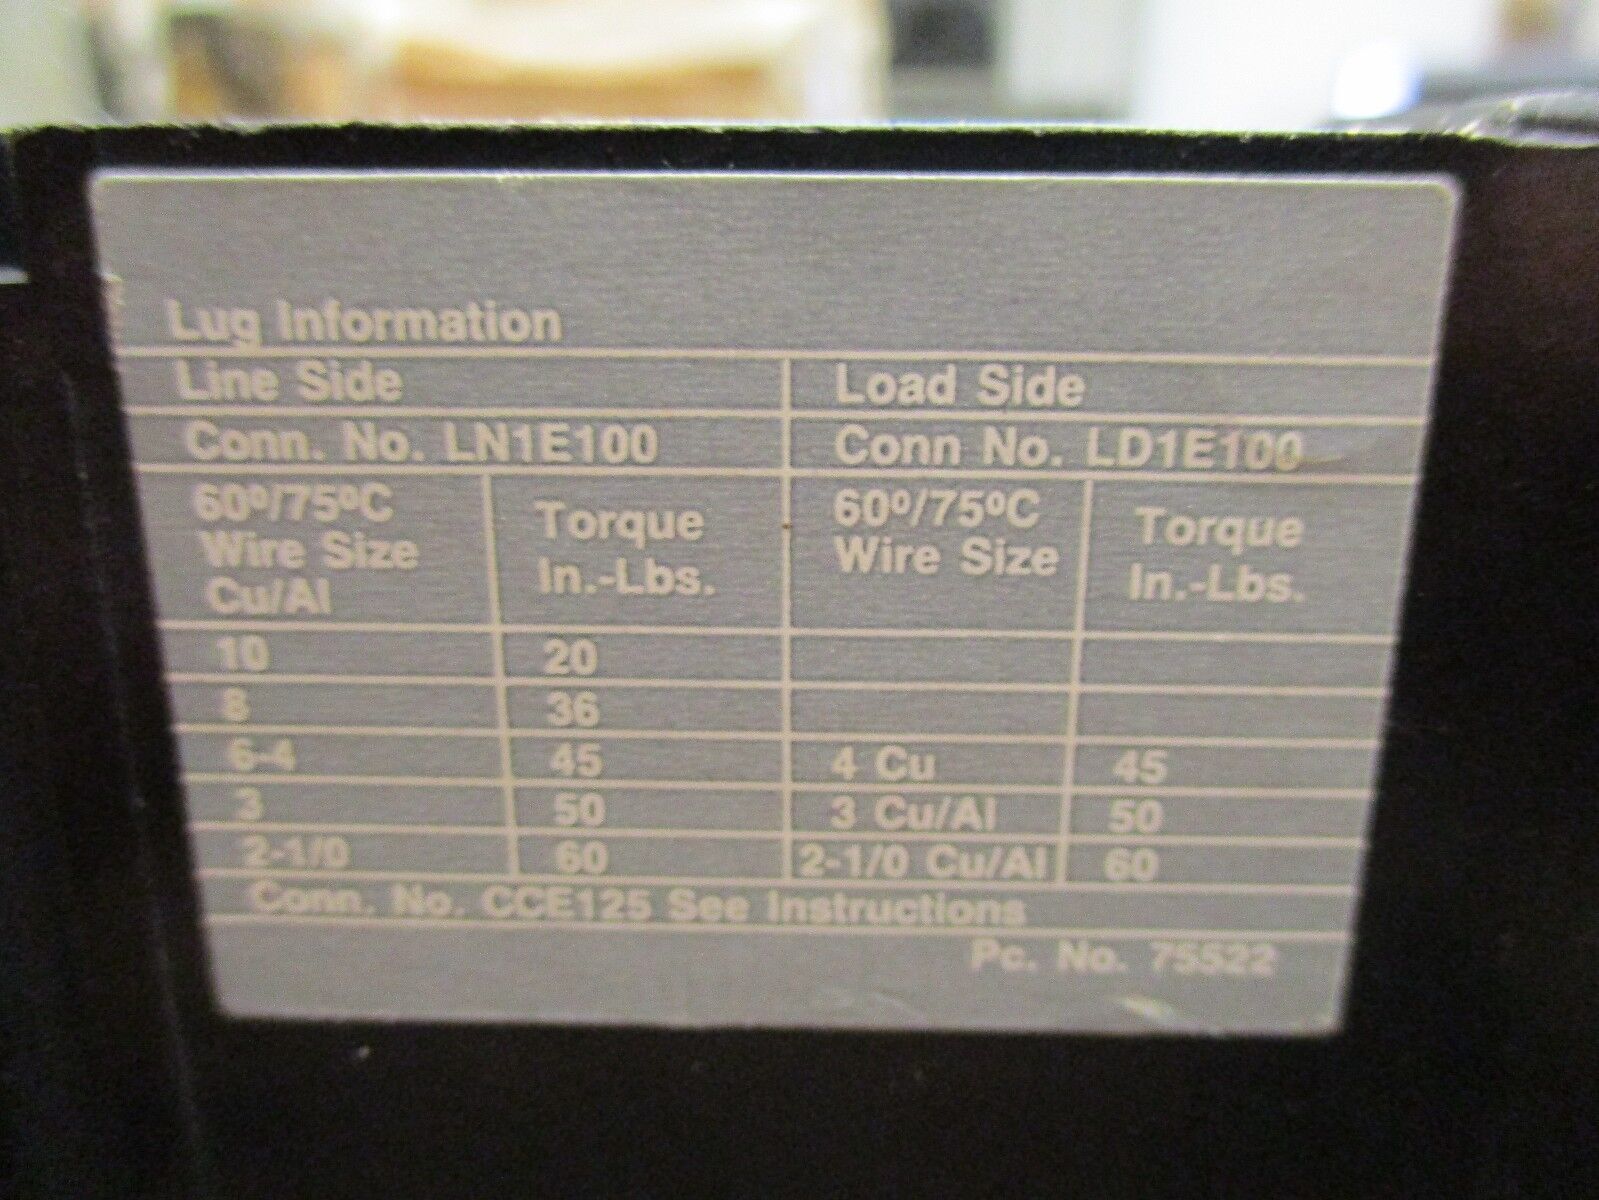 Lug Information
Line Side Load Side
Conn. No. LN1E100 Conn No. LD1E100
60º/75ºC Wire Size Cu/Al Torque In.-Lbs. 60º/75ºC Wire Size Torque In.-Lbs.
10 20
8 36
6-4 45 4 Cu 45
3 50 3 Cu/Al 50
2-1/0 60 2-1/0 Cu/Al 60
Conn. No. CCE125 See Instructions
Pc. No. 75522